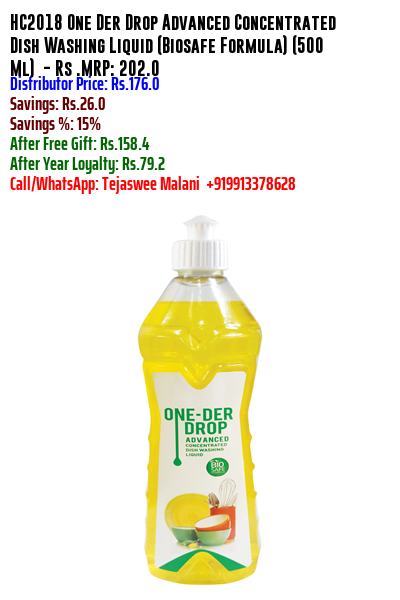 HC2018 One Der Drop Advanced Concentrated
Dish Washing Liquid (Biosafe Formula) (500
Ml) - Rs .MRP: 202.0
Distributor Price: Rs.176.0
Savings: Rs.26.0
Savings %: 15%
After Free Gift: Rs.158.4
After Year Loyalty: Rs.79.2
Call/WhatsApp: Tejaswee Malani +919913378628
ONE-DER
DROP
ADVANCED
CONCENTRATED
DISH WASHING
LIQUID
BIO
SAFE